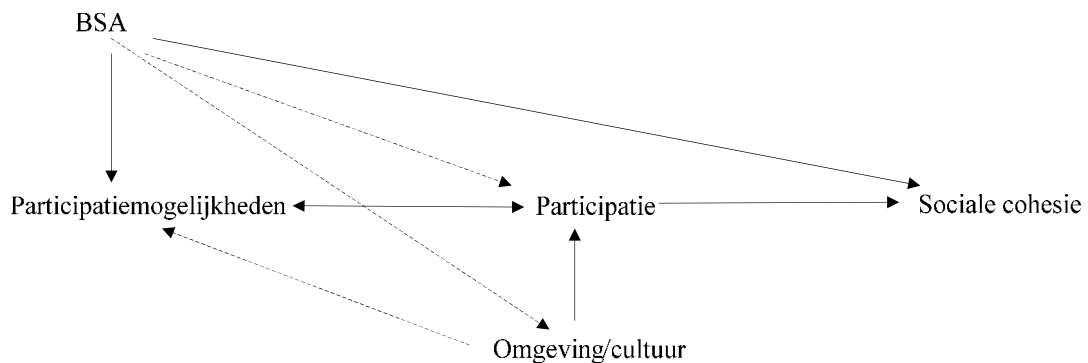 BSA
Participatiemogelijkheden
Participatie
Sociale cohesie
Omgeving/cultuur